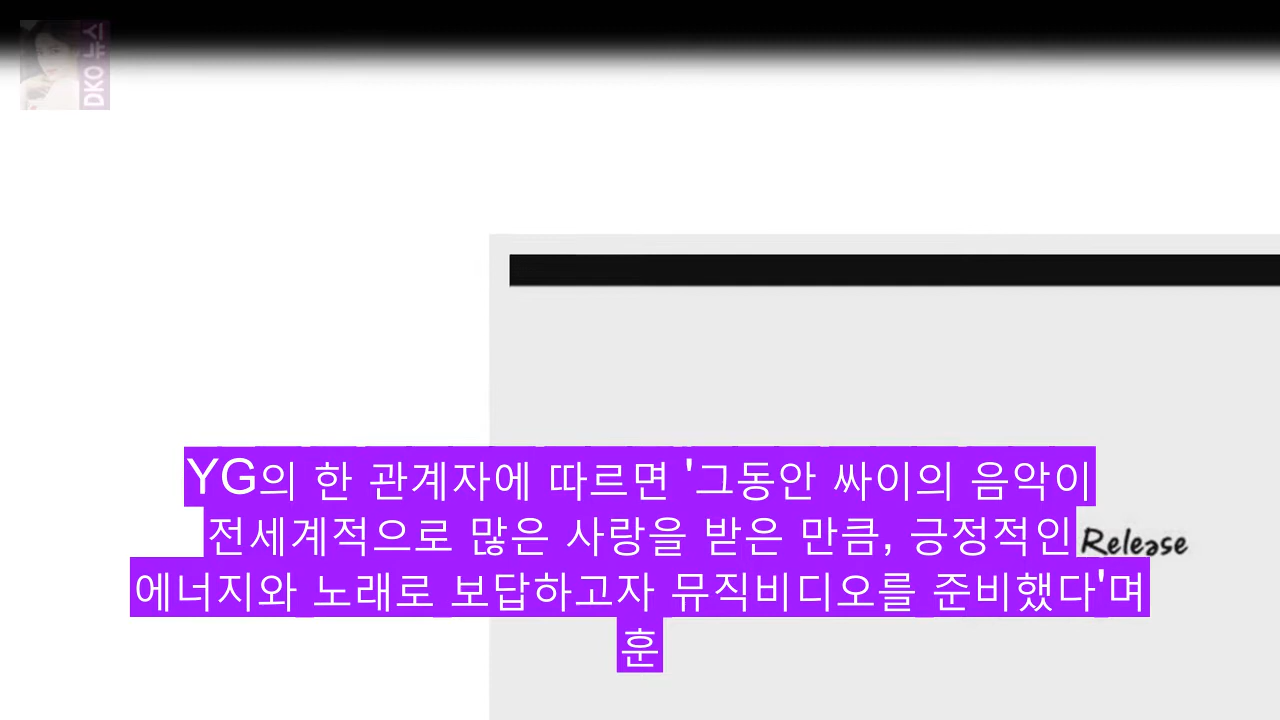 DKO 뉴스
YG의 한 관계자에 따르면 '그동안 싸이의 음악이
전세계적으로 많은 사랑을 받은 만큼, 긍정적인
Release
에너지와 노래로 보답하고자 뮤직비디오를 준비했다'며
훈